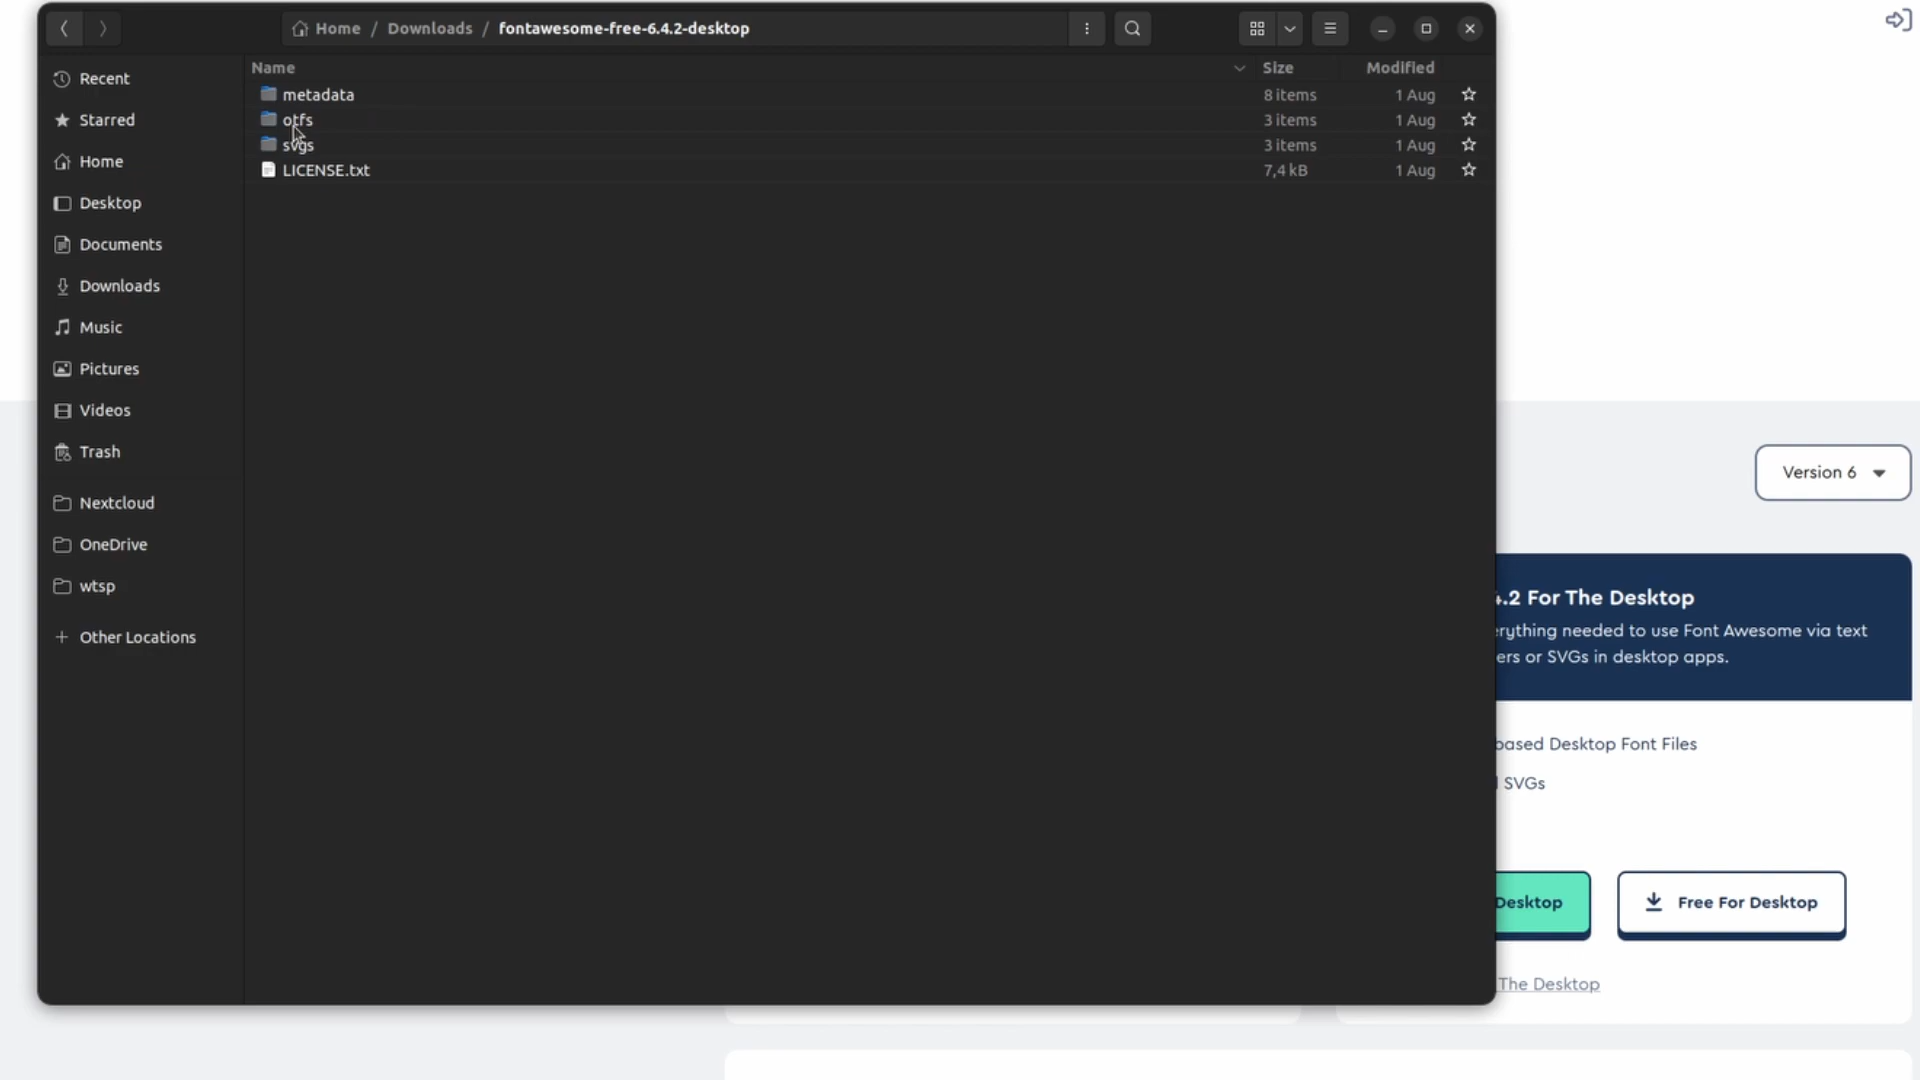 Home / Downloads / fontawesome-free-6.4.2-desktop
Name Size Modified
Recent
Starred
Home
Desktop
Documents
Downloads
Music
Pictures
Videos
Trash
Nextcloud
OneDrive
wtsp
+ Other Locations
metadata 8 items 1 Aug
otfs 3 items 1 Aug
svgs 3 items 1 Aug
LICENSE.txt 7,4 kB 1 Aug
Version 6
.2 For The Desktop
erything needed to use Font Awesome via text
ers or SVGs in desktop apps.
based Desktop Font Files
SVGs
Desktop
Free For Desktop
The Desktop